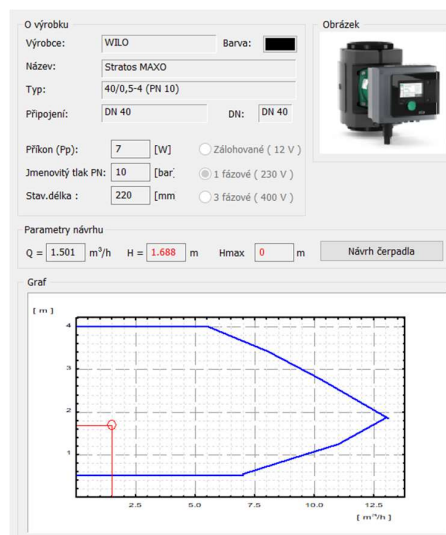 O výrobku
Výrobce: WILO Barva:
Název: Stratos MAXO
Typ: 40/0,5-4 (PN 10)
Připojení: DN 40 DN: DN 40
Příkon (Pp): 7 [W] Zálohované ( 12 V )
Jmenovitý tlak PN: 10 [bar] 1 fázové ( 230 V )
Stav.délka : 220 [mm 3 fázové ( 400 V )
Obrázek
Parametry návrhu
Q = 1.501 m³/h H = 1.688 m Hmax 0 m Návrh čerpadla
Graf
[ m ]
4
3
2
1
2.5 5.0 7.5 10.0 12.5
[ m³/h ]